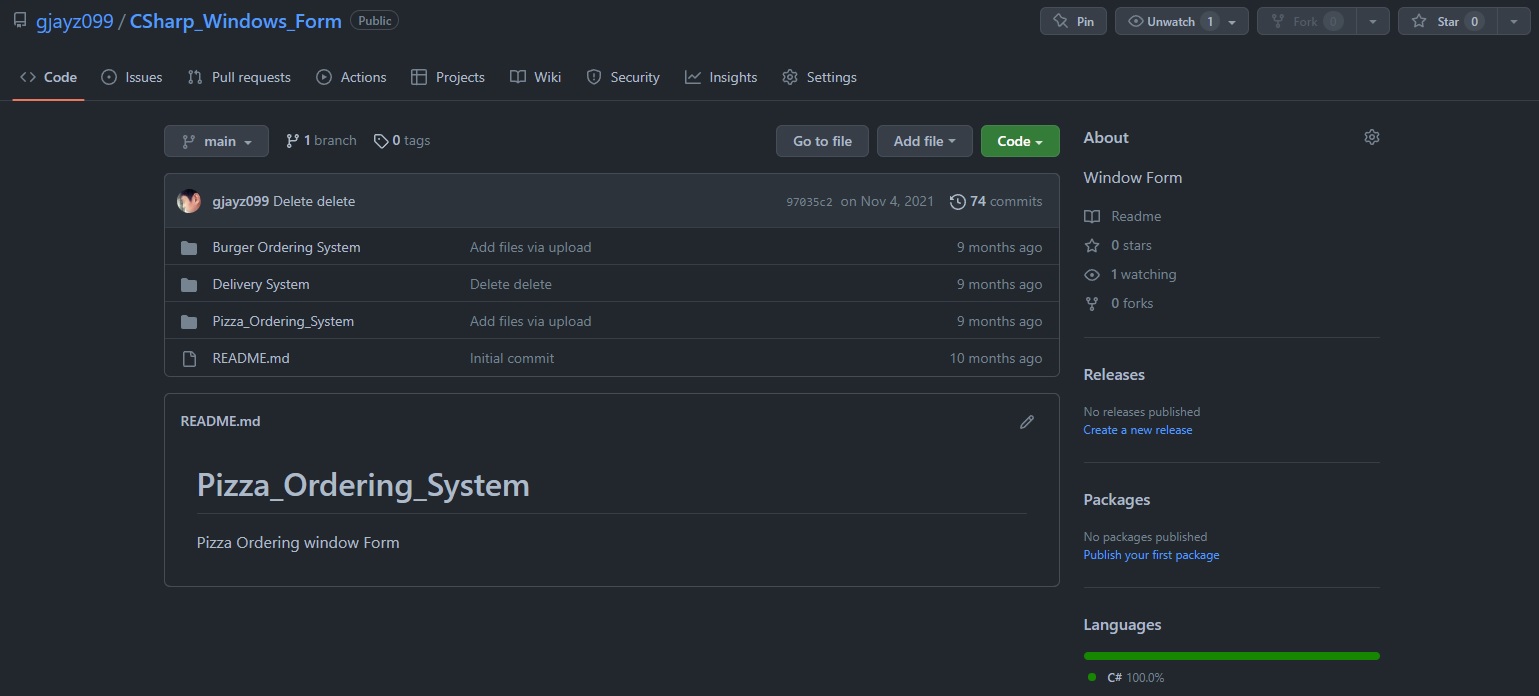 gjayz099 / CSharp_Windows_Form Public Pin Unwatch 1 Fork 0 Star 0
Code Issues Pull requests Actions Projects Wiki Security Insights Settings
main 1 branch 0 tags Go to file Add file Code
gjayz099 Delete delete 97035c2 on Nov 4, 2021 74 commits
Burger Ordering System Add files via upload 9 months ago
Delivery System Delete delete 9 months ago
Pizza_Ordering_System Add files via upload 9 months ago
README.md Initial commit 10 months ago
README.md
Pizza_Ordering_System
Pizza Ordering window Form
About
Window Form
Readme
0 stars
1 watching
0 forks
Releases
No releases published
Create a new release
Packages
No packages published
Publish your first package
Languages
C# 100.0%